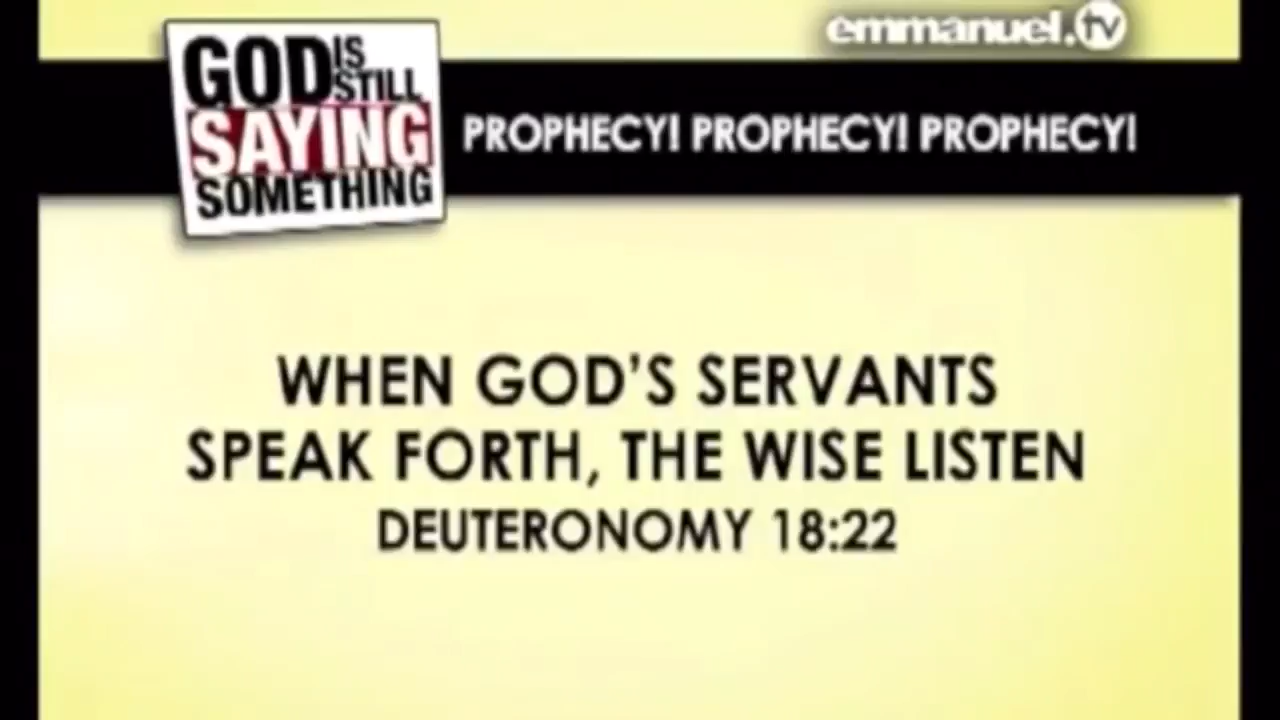 emmanuel.tv
GOD IS STILL
SAYING
SOMETHING
PROPHECY! PROPHECY! PROPHECY!
WHEN GOD'S SERVANTS
SPEAK FORTH, THE WISE LISTEN
DEUTERONOMY 18:22